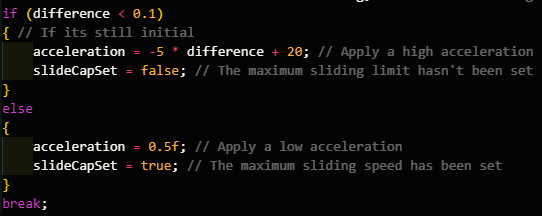 if (difference < 0.1)
{ // If its still initial
acceleration = -5 * difference + 20; // Apply a high acceleration
slideCapSet = false; // The maximum sliding limit hasn't been set
}
else
{
acceleration = 0.5f; // Apply a low acceleration
slideCapSet = true; // The maximum sliding speed has been set
}
break;